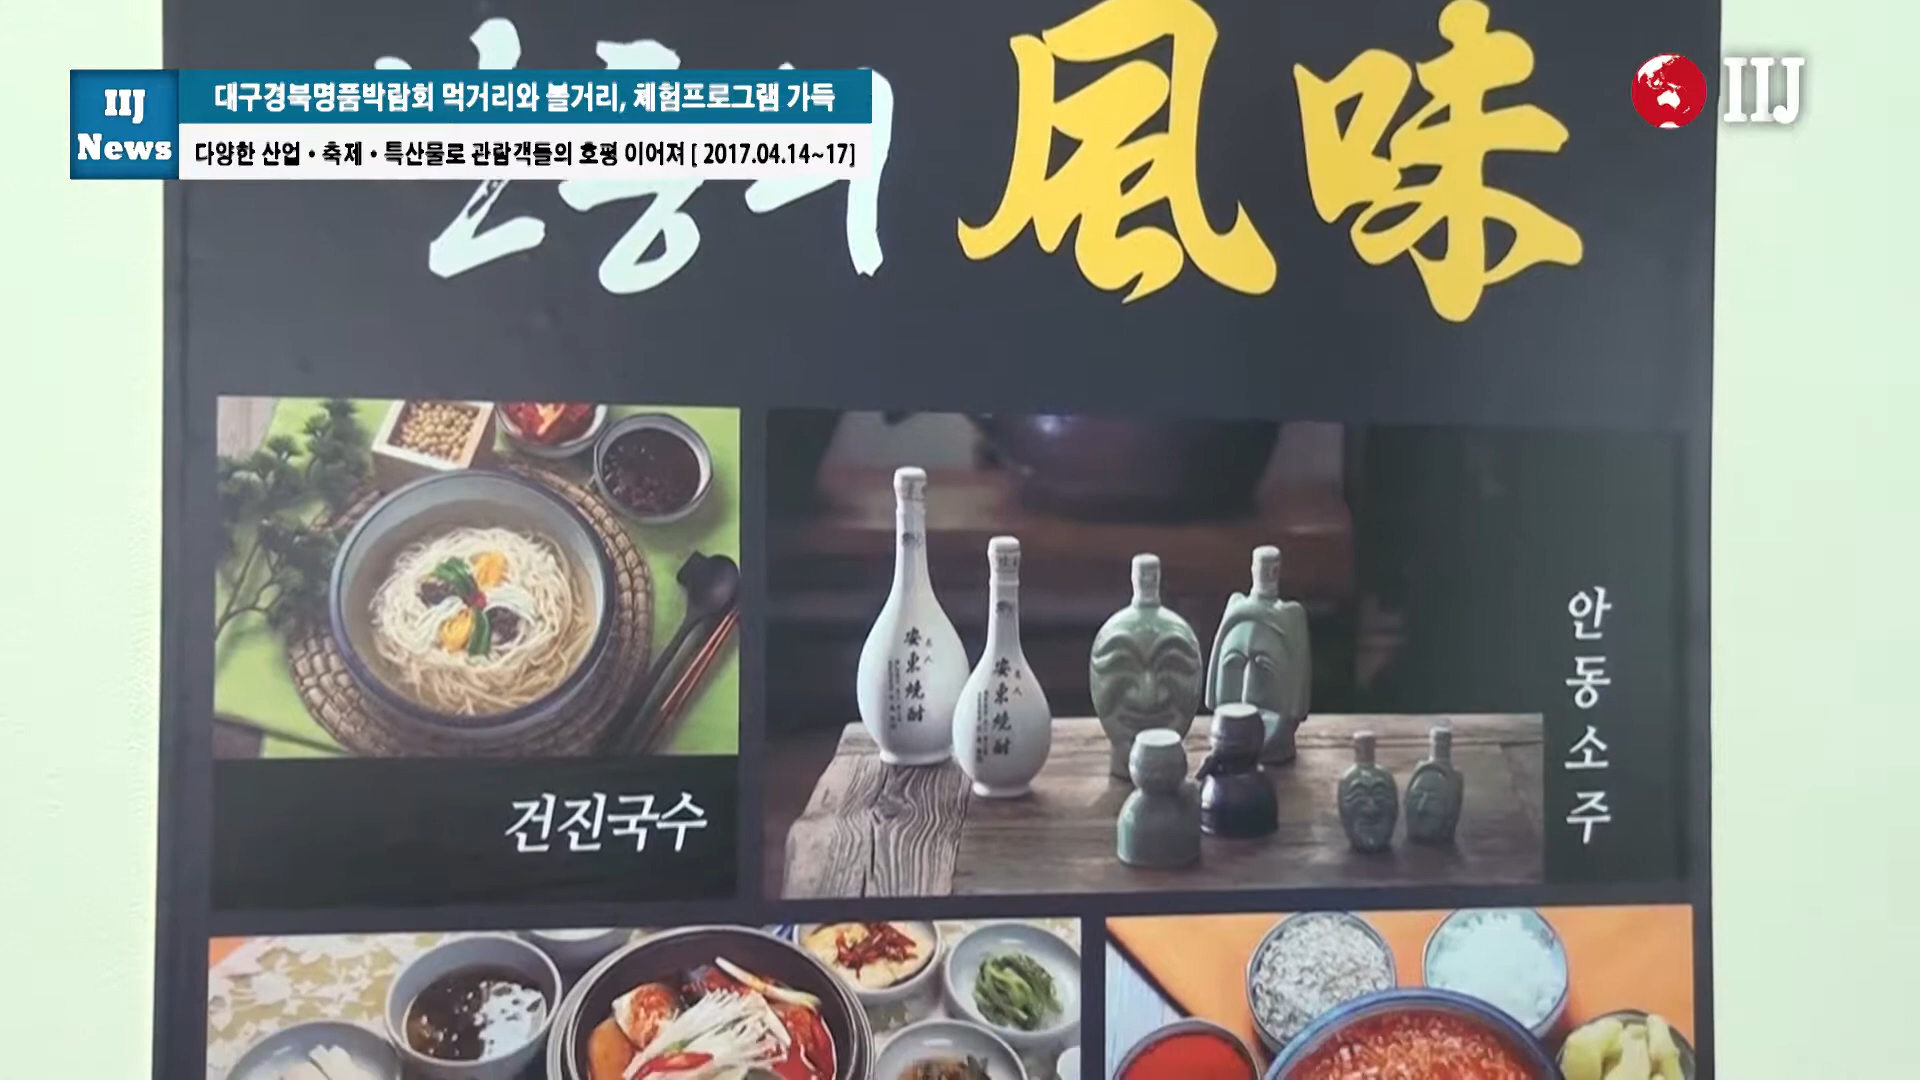 IIJ
News
대구경북명품박람회 먹거리와 볼거리, 체험프로그램 가득
다양한 산업·축제·특산물로 관람객들의 호평 이어져 [ 2017.04.14~17]
IIJ
안동의 風味
건진국수
안동소주
安東燒酎
安東燒酎